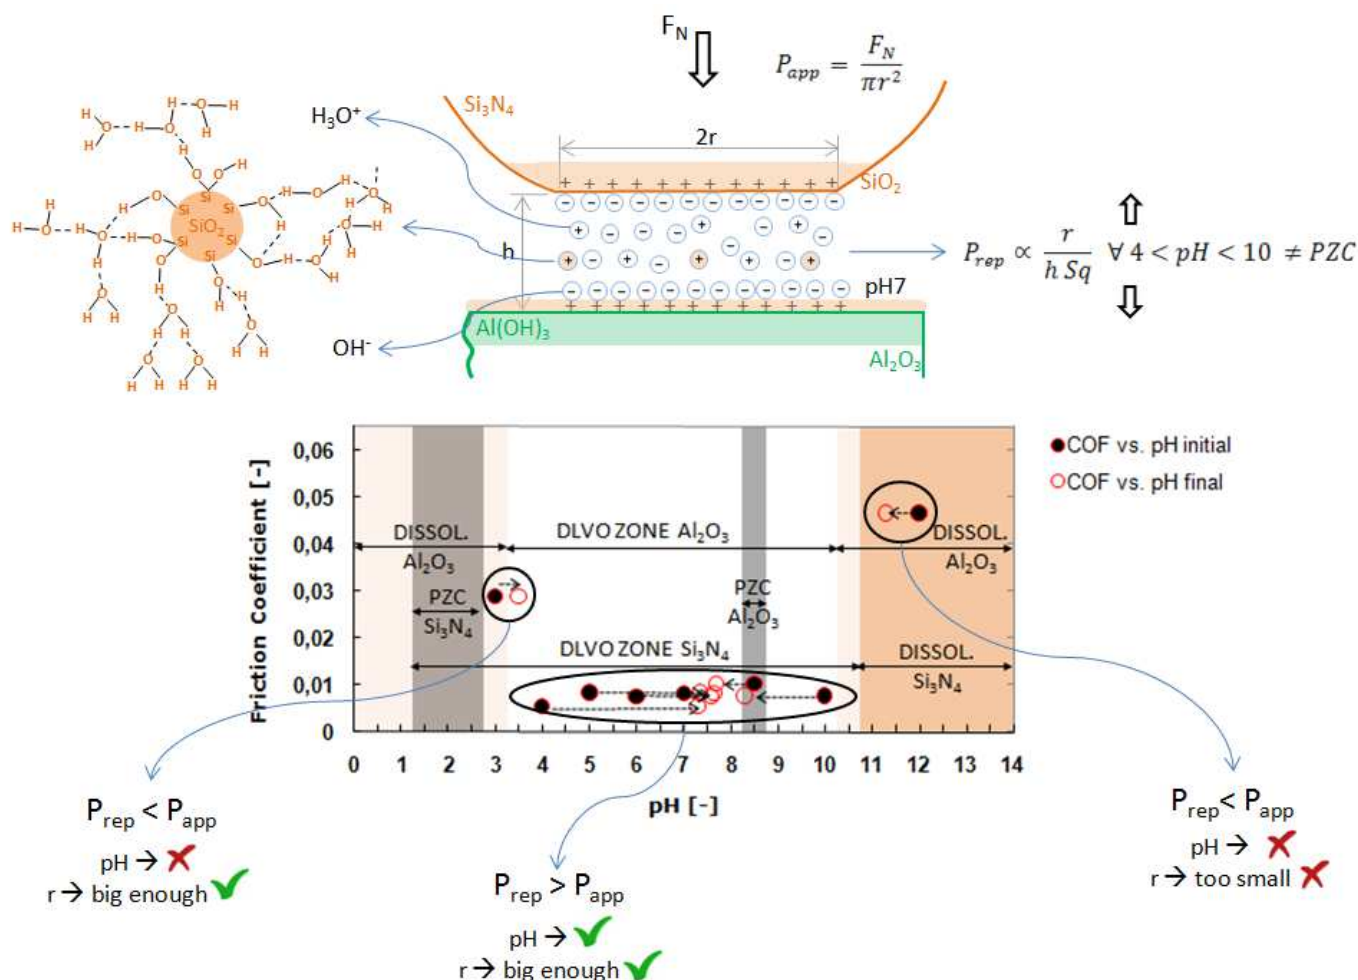 F_N
P_app = F_N / πr²
Si₃N₄
H₃O⁺
2r
SiO₂
SiO₂
h
P_rep ∝ r / (h Sq) ∀ 4 < pH < 10 ≠ PZC
pH7
Al(OH)₃
OH⁻
Al₂O₃
COF vs. pH initial
COF vs. pH final
Friction Coefficient [-]
0,06
0,05
0,04
0,03
0,02
0,01
0
DISSOL.
Al₂O₃
DLVO ZONE Al₂O₃
DISSOL.
Al₂O₃
PZC
Si₃N₄
PZC
Al₂O₃
DLVO ZONE Si₃N₄
DISSOL.
Si₃N₄
0 1 2 3 4 5 6 7 8 9 10 11 12 13 14
pH [-]
P_rep < P_app
pH →
r → big enough
P_rep > P_app
pH →
r → big enough
P_rep < P_app
pH →
r → too small